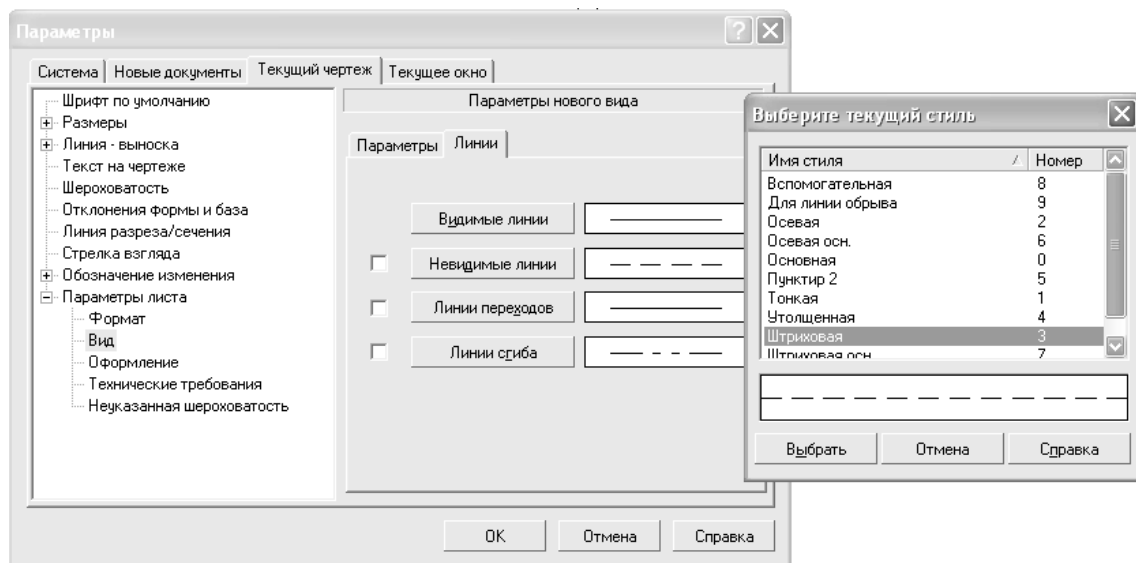 Параметры
Система Новые документы Текущий чертеж Текущее окно
Шрифт по умолчанию
Размеры
Линия - выноска
Текст на чертеже
Шероховатость
Отклонения формы и база
Линия разреза/сечения
Стрелка взгляда
Обозначение изменения
Параметры листа
Формат
Вид
Оформление
Технические требования
Неуказанная шероховатость
Параметры нового вида
Параметры Линии
Видимые линии
Невидимые линии
Линии переходов
Линии сгиба
OK Отмена Справка
Выберите текущий стиль
Имя стиля / Номер
Вспомогательная 8
Для линии обрыва 9
Осевая 2
Осевая осн. 6
Основная 0
Пунктир 2 5
Тонкая 1
Утолщенная 4
Штриховая 3
Штриховая осн. 7
Выбрать Отмена Справка